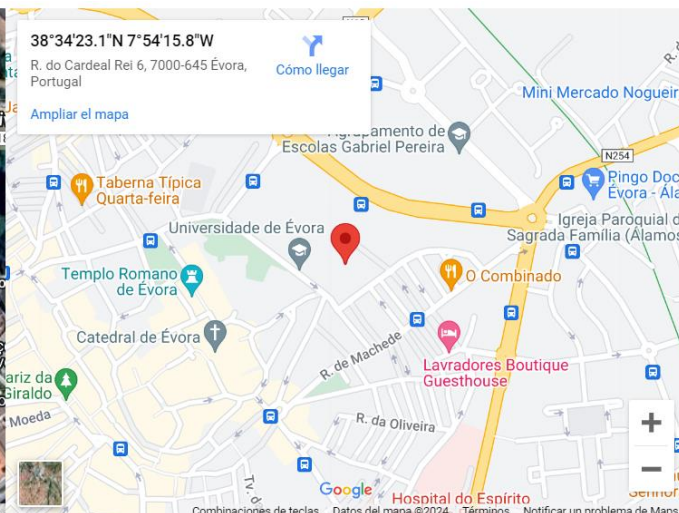 38°34'23.1"N 7°54'15.8"W
R. do Cardeal Rei 6, 7000-645 Évora,
Portugal
Cómo llegar
Ampliar el mapa
Mini Mercado Nogueir
de
Escolas Gabriel Pereira
N254
Taberna Típica
Quarta-feira
Pingo Doc
Évora - Ála
Universidade de Évora
Igreja Paroquial d
Sagrada Família (Álamos
Templo Romano
de Évora
O Combinado
Catedral de Évora
R. de Machede
Lavradores Boutique
Guesthouse
ariz da
Giraldo
Moeda
R. da Oliveira
+
−
Tv. d
Google
Hospital do Espírito
Combinaciones de teclas Datos del mapa ©2024 Términos Notificar un problema de Maps